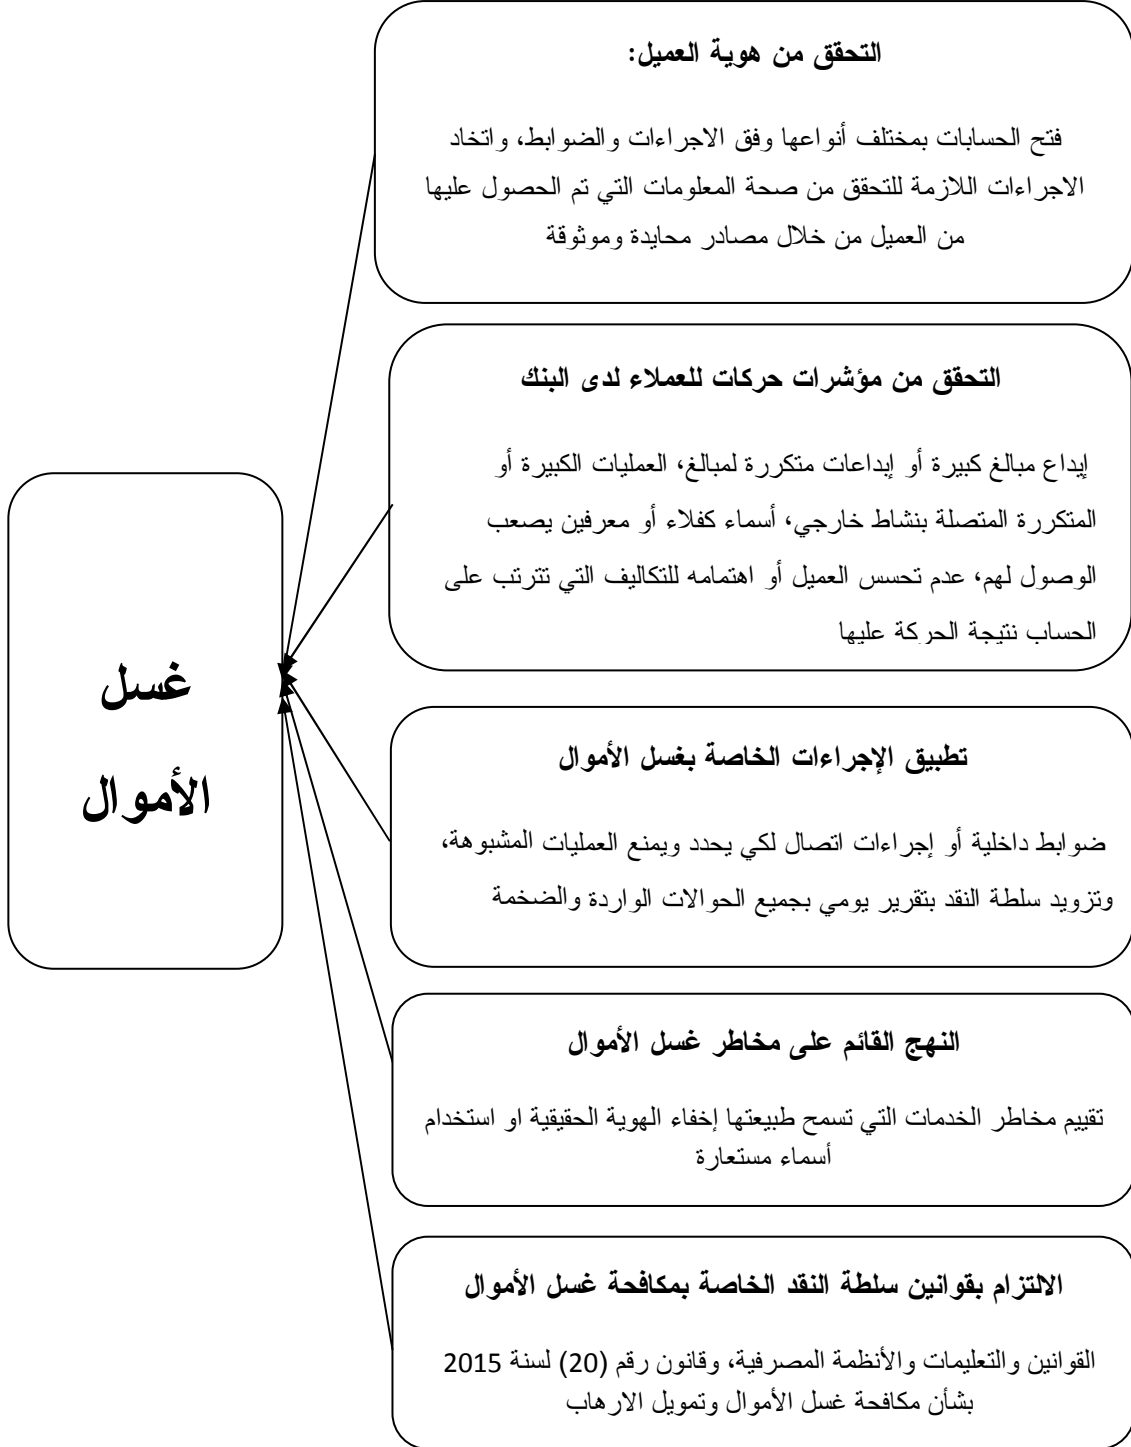 التحقق من هوية العميل:
فتح الحسابات بمختلف أنواعها وفق الاجراءات والضوابط، واتخاد
الاجراءات اللازمة للتحقق من صحة المعلومات التي تم الحصول عليها
من العميل من خلال مصادر محايدة وموثوقة
التحقق من مؤشرات حركات للعملاء لدى البنك
إيداع مبالغ كبيرة أو إبداعات متكررة لمبالغ، العمليات الكبيرة أو
المتكررة المتصلة بنشاط خارجي، أسماء كفلاء أو معرفين يصعب
الوصول لهم، عدم تحسس العميل أو اهتمامه للتكاليف التي تترتب على
الحساب نتيجة الحركة عليها
غسل
الأموال
تطبيق الإجراءات الخاصة بغسل الأموال
ضوابط داخلية أو إجراءات اتصال لكي يحدد ويمنع العمليات المشبوهة،
وتزويد سلطة النقد بتقرير يومي بجميع الحوالات الواردة والضخمة
النهج القائم على مخاطر غسل الأموال
تقييم مخاطر الخدمات التي تسمح طبيعتها إخفاء الهوية الحقيقية او استخدام
أسماء مستعارة
الالتزام بقوانين سلطة النقد الخاصة بمكافحة غسل الأموال
القوانين والتعليمات والأنظمة المصرفية، وقانون رقم (20) لسنة 2015
بشأن مكافحة غسل الأموال وتمويل الارهاب